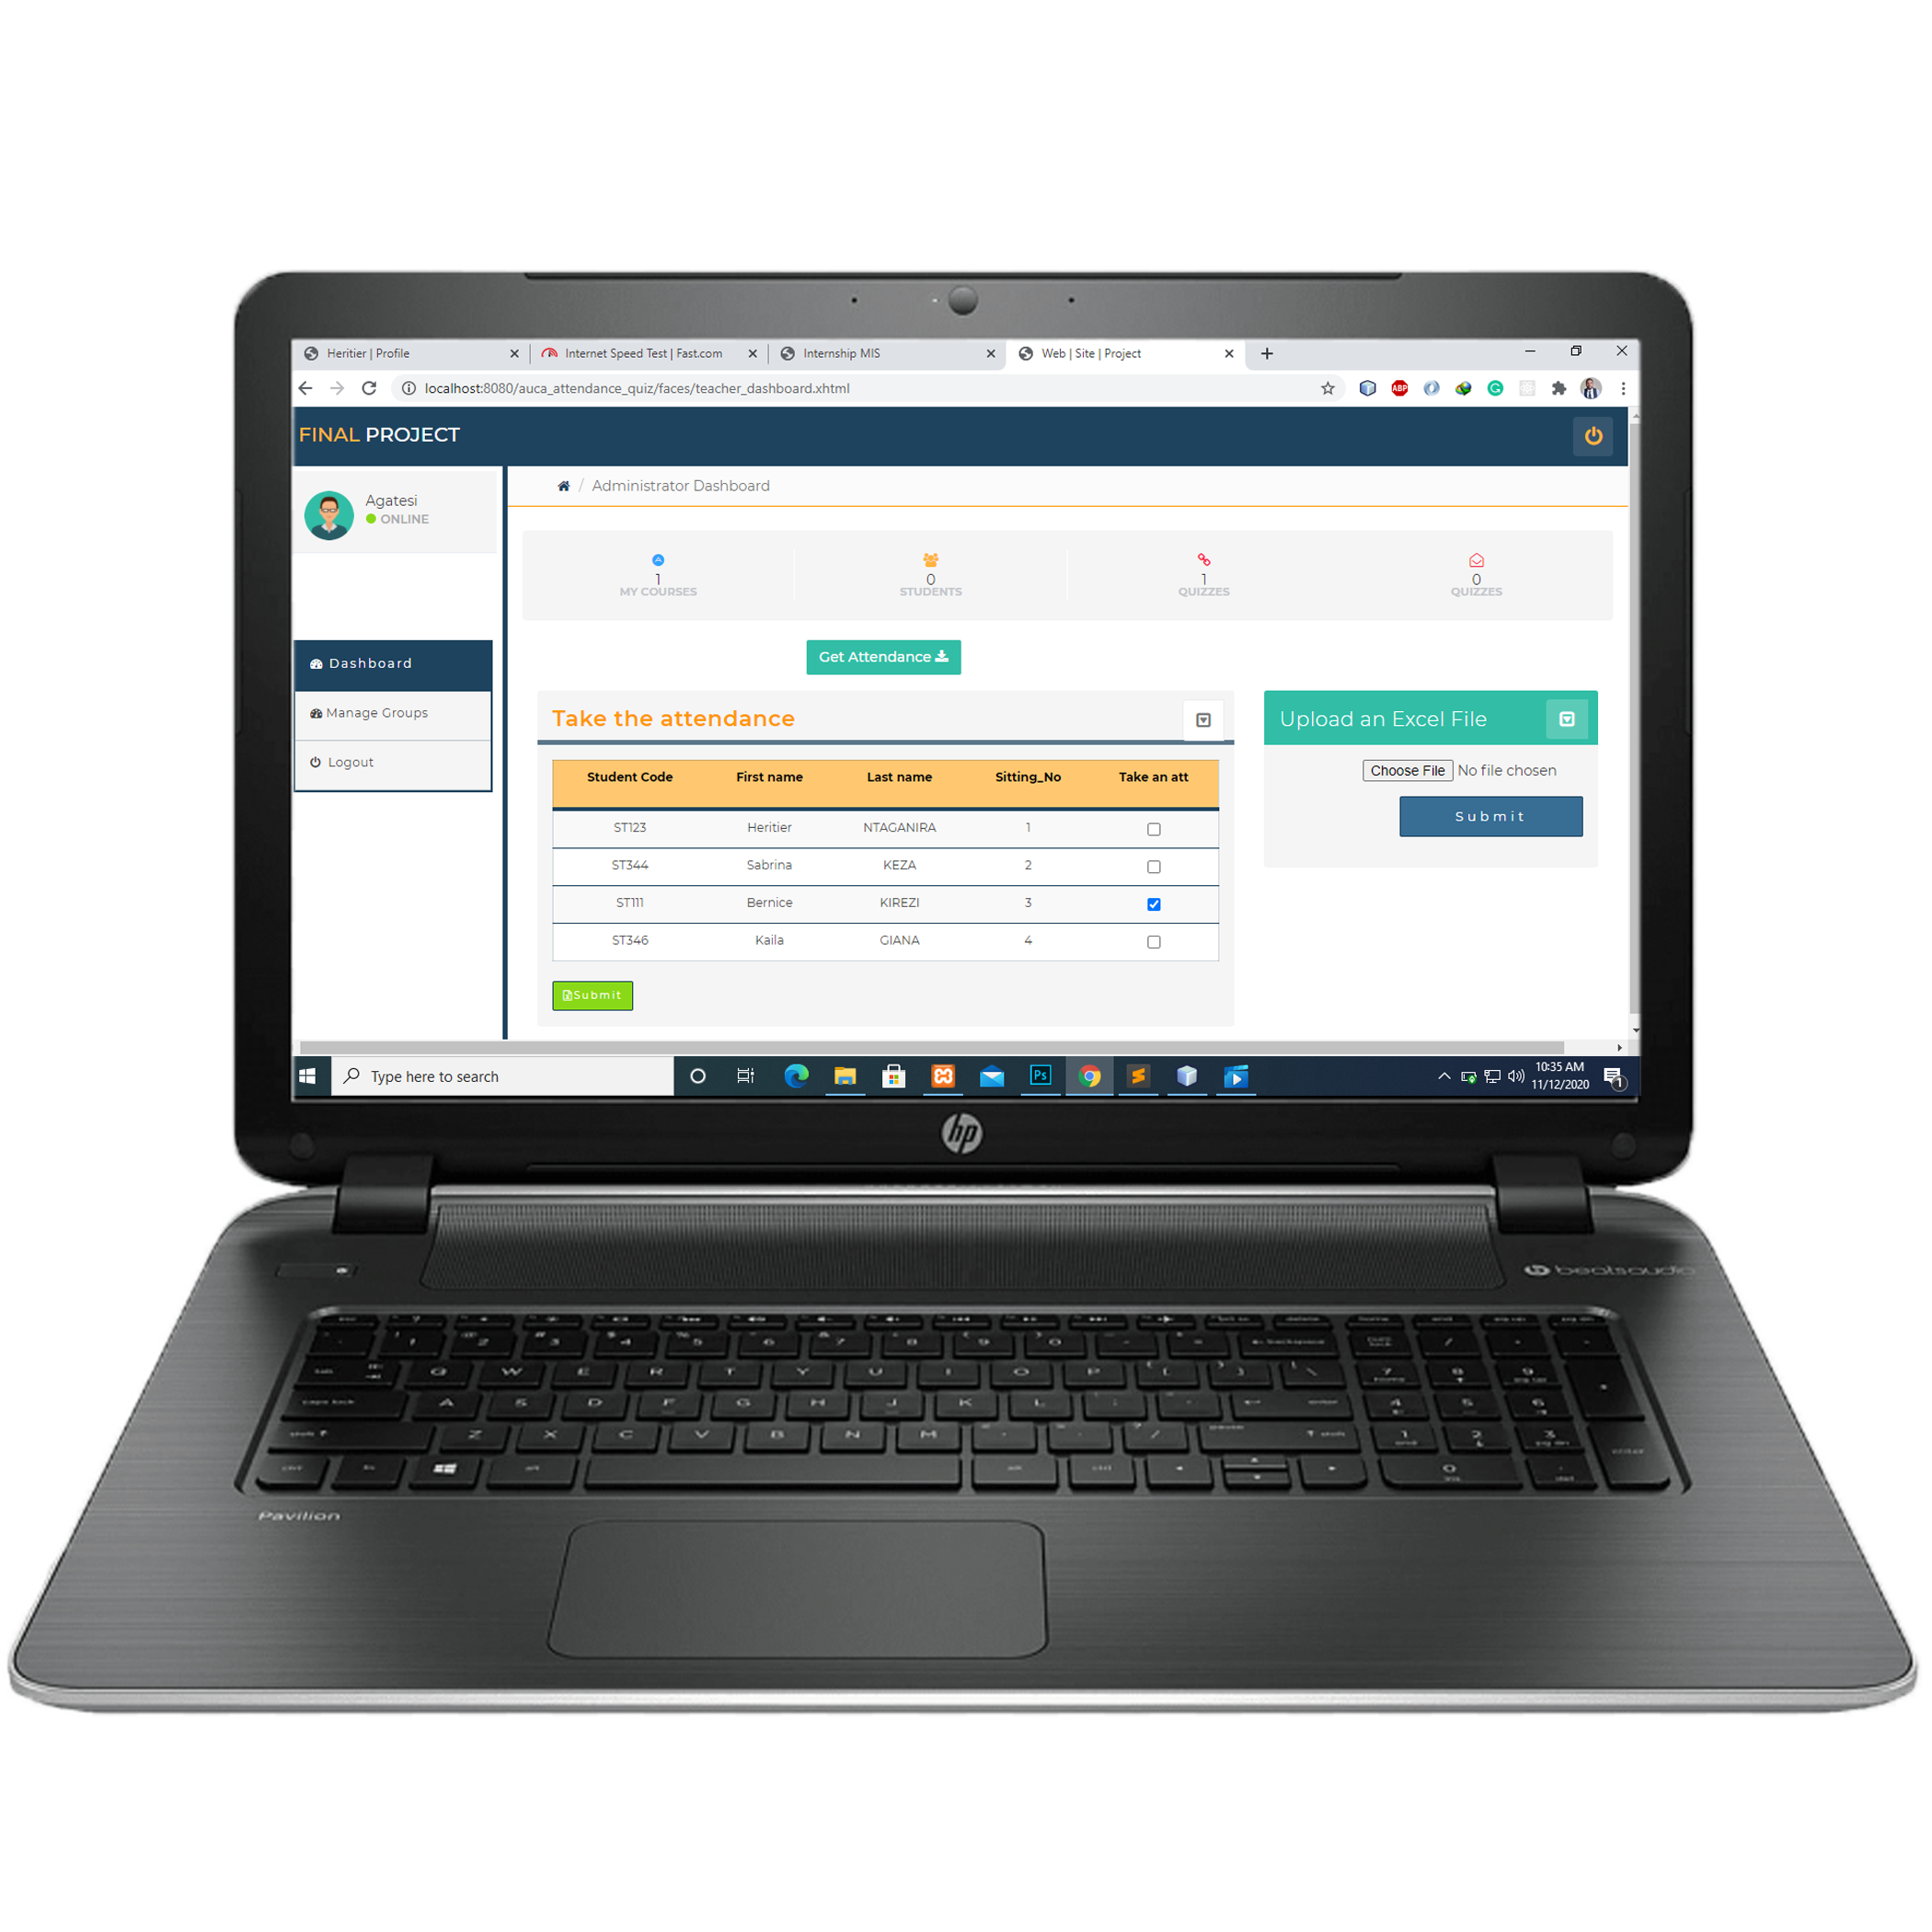 Heritier | Profile
Internet Speed Test | Fast.com
Internship MIS
Web | Site | Project
localhost:8080/auca_attendance_quiz/faces/teacher_dashboard.xhtml
ABP
FINAL PROJECT
Agatesi
ONLINE
Administrator Dashboard
1
MY COURSES
0
STUDENTS
1
QUIZZES
0
QUIZZES
Dashboard
Manage Groups
Logout
Get Attendance
Take the attendance
Student Code First name Last name Sitting_No Take an att
ST123 Heritier NTAGANIRA 1
ST344 Sabrina KEZA 2
ST111 Bernice KIREZI 3
ST346 Kaila GIANA 4
Submit
Upload an Excel File
Choose File No file chosen
Submit
Type here to search
Ps
10:35 AM
11/12/2020
1
hp
beatsaudio
Q W E R T Y U I O P
A S D F G H J K L
Z X C V B N M
Pavilion